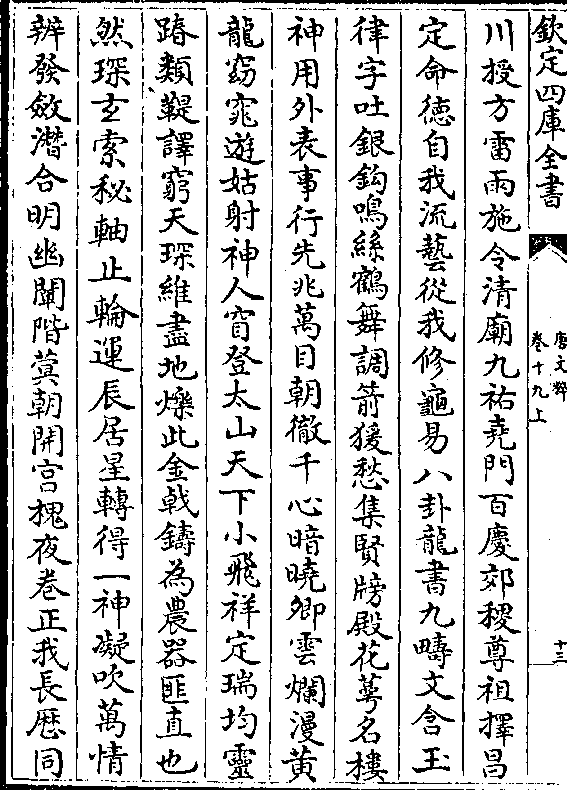 欽定四庫全書
唐文粹
卷十九上
十三
川授方雷雨施令清廟九祐堯門百慶郊稷尊祖擇昌
定命徳自我流藝從我修龜易八卦龍書九疇文含玉
律字吐銀鈎鳴絲鶴舞調箭猨愁集賢牓殿花萼名樓
神用外表事行先兆萬目朝徹千心暗曉卿雲爛漫黄
龍窈窕遊姑射神人窅登太山天下小飛祥定瑞均靈
踳類鞮譯窮天琛維盡地爍此金戟鑄為農器匪直也
然琛玄索秘軸止輪運辰居星轉得一神凝吹萬情
辨發斂潛合明幽闡階蓂朝開宫槐夜卷正我長厯同